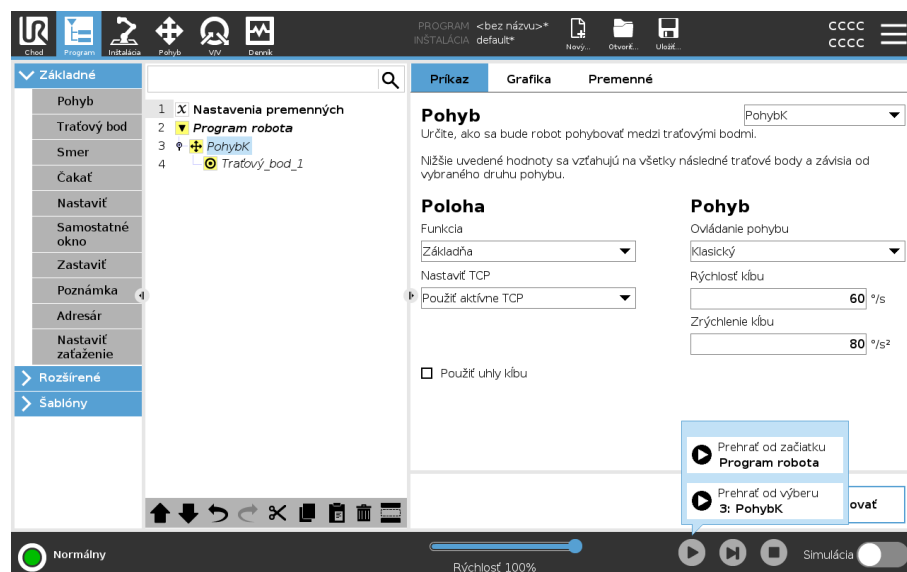 UR
Chod
Program
Inštalácia
Pohyb
V/V
Denník
PROGRAM <bez názvu>*
INŠTALÁCIA default*
Nový...
Otvoriť...
Uložiť...
CCCC
CCCC
Základné
Pohyb
Traťový bod
Smer
Čakať
Nastaviť
Samostatné
okno
Zastaviť
Poznámka
Adresár
Nastaviť
zaťaženie
Rozšírené
Šablóny
1 X Nastavenia premenných
2 Program robota
3 PohybK
4 Traťový_bod_1
Príkaz
Grafika
Premenné
Pohyb
PohybK
Určite, ako sa bude robot pohybovať medzi traťovými bodmi.
Nižšie uvedené hodnoty sa vzťahujú na všetky následné traťové body a závisia od
vybraného druhu pohybu.
Poloha
Funkcia
Základňa
Nastaviť TCP
Použiť aktívne TCP
Použiť uhly kĺbu
Pohyb
Ovládanie pohybu
Klasický
Rýchlosť kĺbu
60 °/s
Zrýchlenie kĺbu
80 °/s²
Prehrať od začiatku
Program robota
Prehrať od výberu
3: PohybK
ovať
Normálny
Rýchlosť 100%
Simulácia